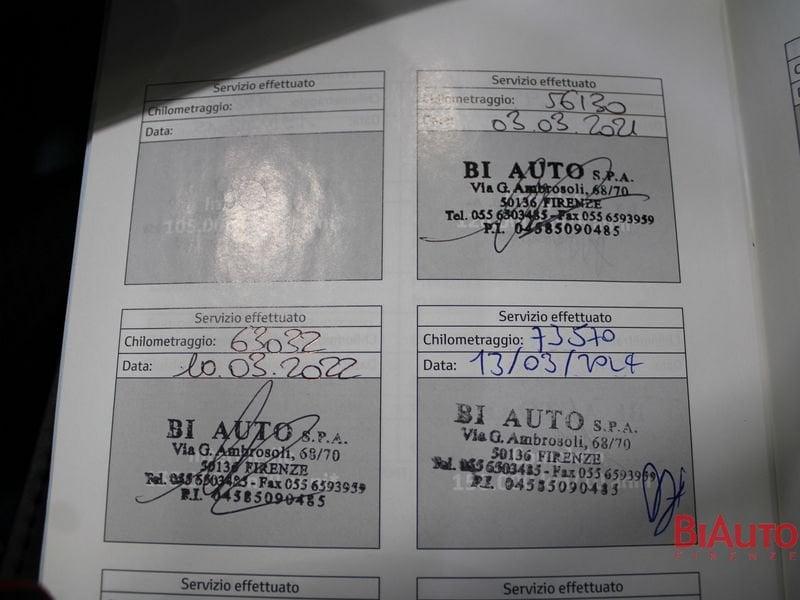 Servizio effettuato
Chilometraggio:
Data:
Servizio effettuato
Chilometraggio: 56130
Data: 03.03.2021
BI AUTO S.P.A.
Via G. Ambrosoli, 68/70
50136 FIRENZE
Tel. 055 6503485 - Fax 055 6593959
P.I. 04585090485
Servizio effettuato
Chilometraggio: 63032
Data: 10.03.2022
BI AUTO S.P.A.
Via G. Ambrosoli, 68/70
50136 FIRENZE
Tel. 055 6503485 - Fax 055 6593959
P.I. 04585090485
Servizio effettuato
Chilometraggio: 73570
Data: 13/03/2024
BI AUTO S.P.A.
Via G. Ambrosoli, 68/70
50136 FIRENZE
Tel. 055 6503485 - Fax 055 6593959
P.I. 04585090485
BIAUTO
FIRENZE
Servizio effettuato
Servizio effettuato